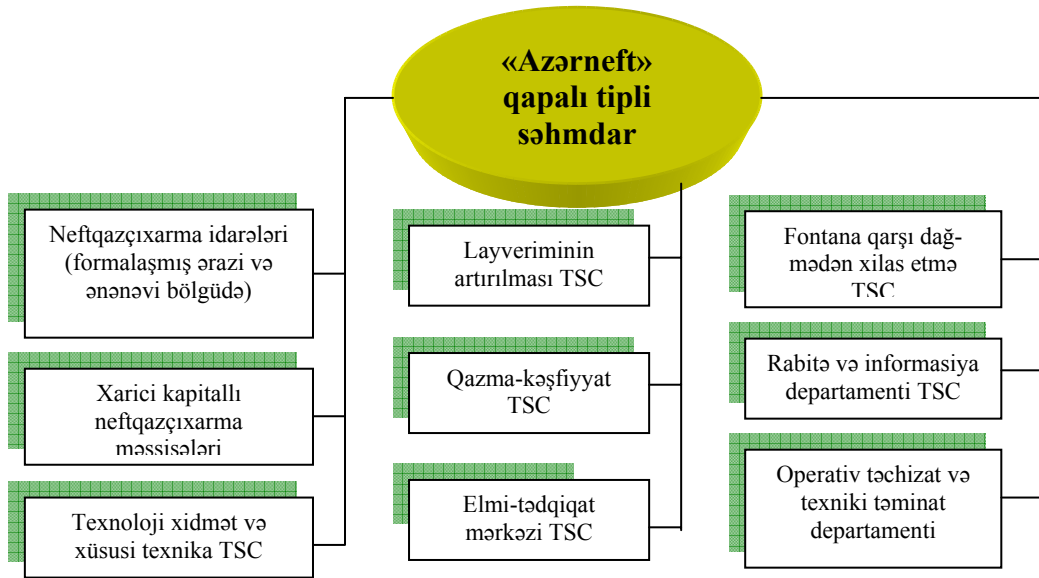 «Azərneft»
qapalı tipli
səhmdar
Neftqazçıxarma idarələri
(formalaşmış ərazi və
ənənəvi bölgüdə)
Xarici kapitallı
neftqazçıxarma
məssisələri
Texnoloji xidmət və
xüsusi texnika TSC
Layveriminin
artırılması TSC
Qazma-kəşfiyyat
TSC
Elmi-tədqiqat
mərkəzi TSC
Fontana qarşı dağ-
mədən xilas etmə
TSC
Rabitə və informasiya
departamenti TSC
Operativ təchizat və
texniki təminat
departamenti